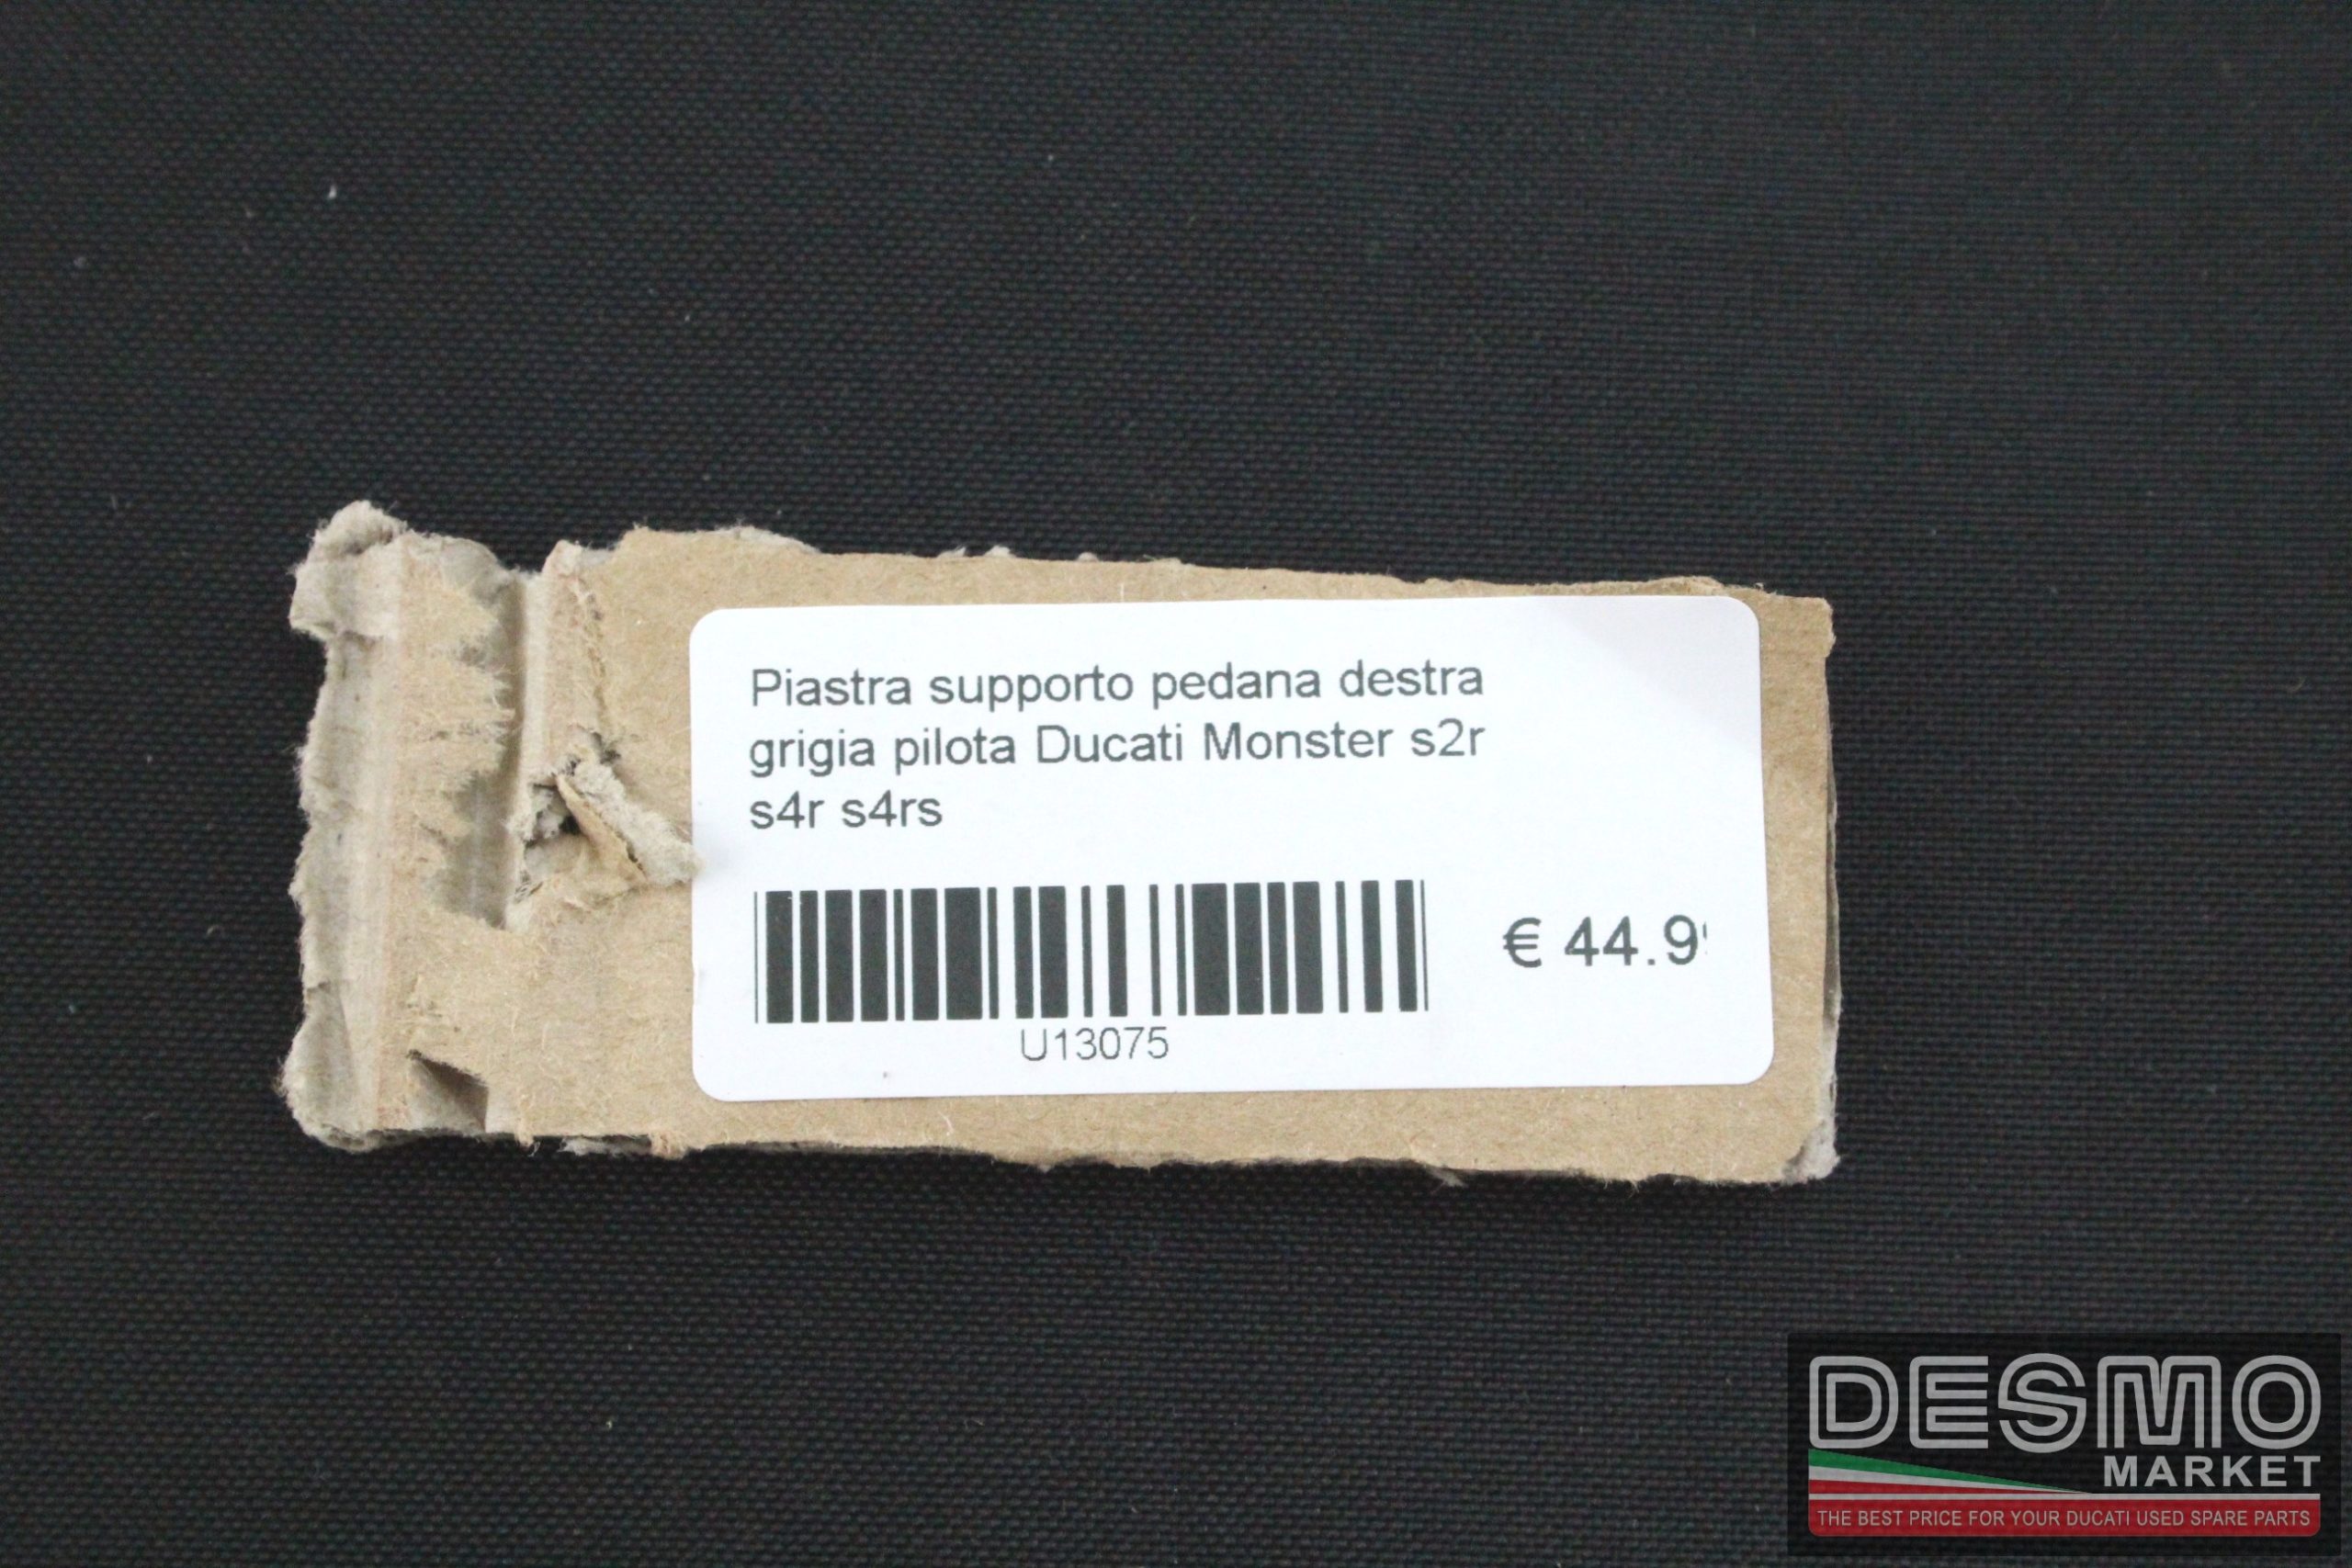 Piastra supporto pedana destra
grigia pilota Ducati Monster s2r
s4r s4rs
€ 44.9
U13075
DESMO
MARKET
THE BEST PRICE FOR YOUR DUCATI USED SPARE PARTS